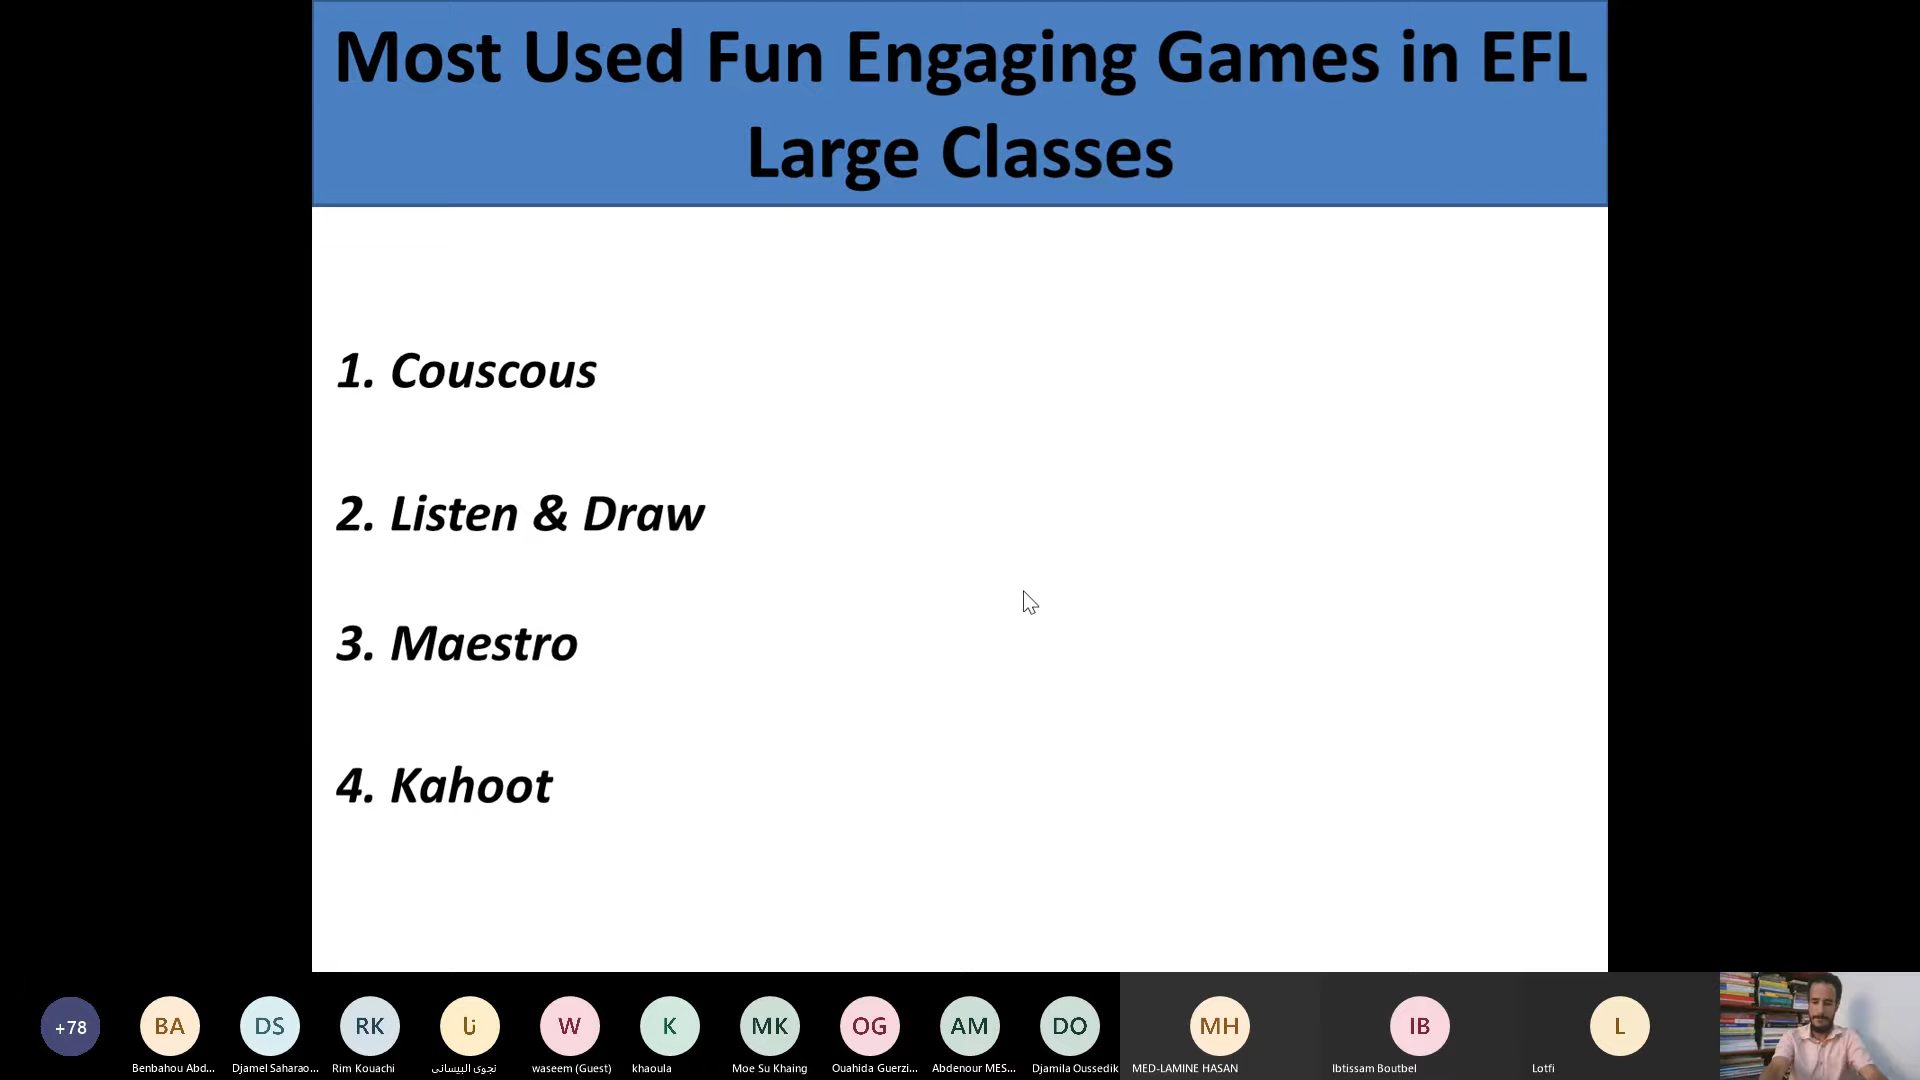 Most Used Fun Engaging Games in EFL
Large Classes
1. Couscous
2. Listen & Draw
3. Maestro
4. Kahoot
+78
BA
DS
RK
نا
W
K
MK
OG
AM
DO
MH
IB
L
Benbahou Abd...
Djamel Saharao...
Rim Kouachi
نجوى البيساني
waseem (Guest)
khaoula
Moe Su Khaing
Ouahida Guerzi...
Abdenour MES...
Djamila Oussedik
MED-LAMINE HASAN
Ibtissam Boutbel
Lotfi